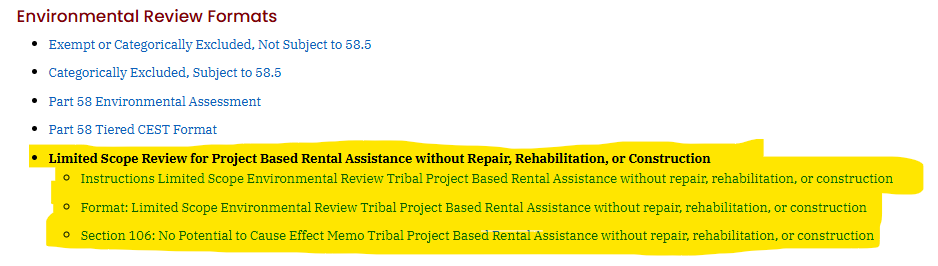 Environmental Review Formats
Exempt or Categorically Excluded, Not Subject to 58.5
Categorically Excluded, Subject to 58.5
Part 58 Environmental Assessment
Part 58 Tiered CEST Format
Limited Scope Review for Project Based Rental Assistance without Repair, Rehabilitation, or Construction
Instructions Limited Scope Environmental Review Tribal Project Based Rental Assistance without repair, rehabilitation, or construction
Format: Limited Scope Environmental Review Tribal Project Based Rental Assistance without repair, rehabilitation, or construction
Section 106: No Potential to Cause Effect Memo Tribal Project Based Rental Assistance without repair, rehabilitation, or construction